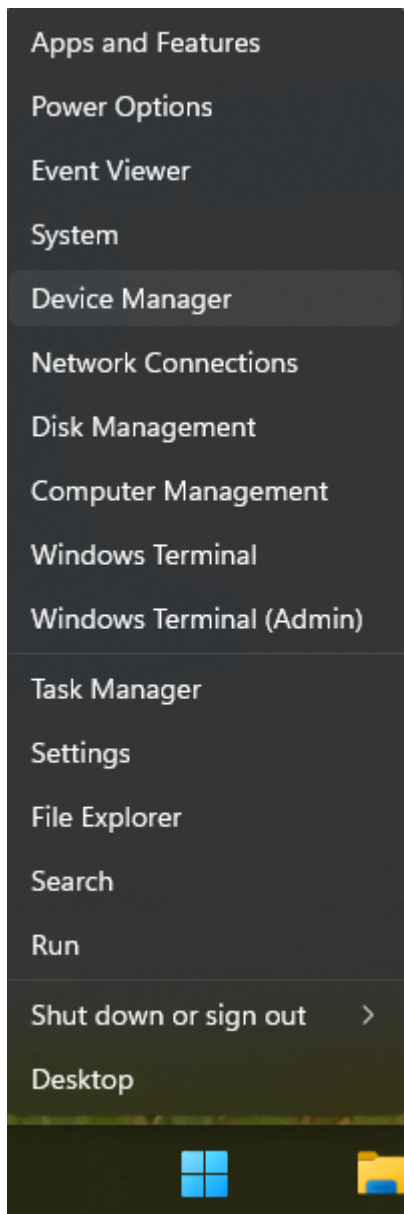 Apps and Features
Power Options
Event Viewer
System
Device Manager
Network Connections
Disk Management
Computer Management
Windows Terminal
Windows Terminal (Admin)
Task Manager
Settings
File Explorer
Search
Run
Shut down or sign out
Desktop